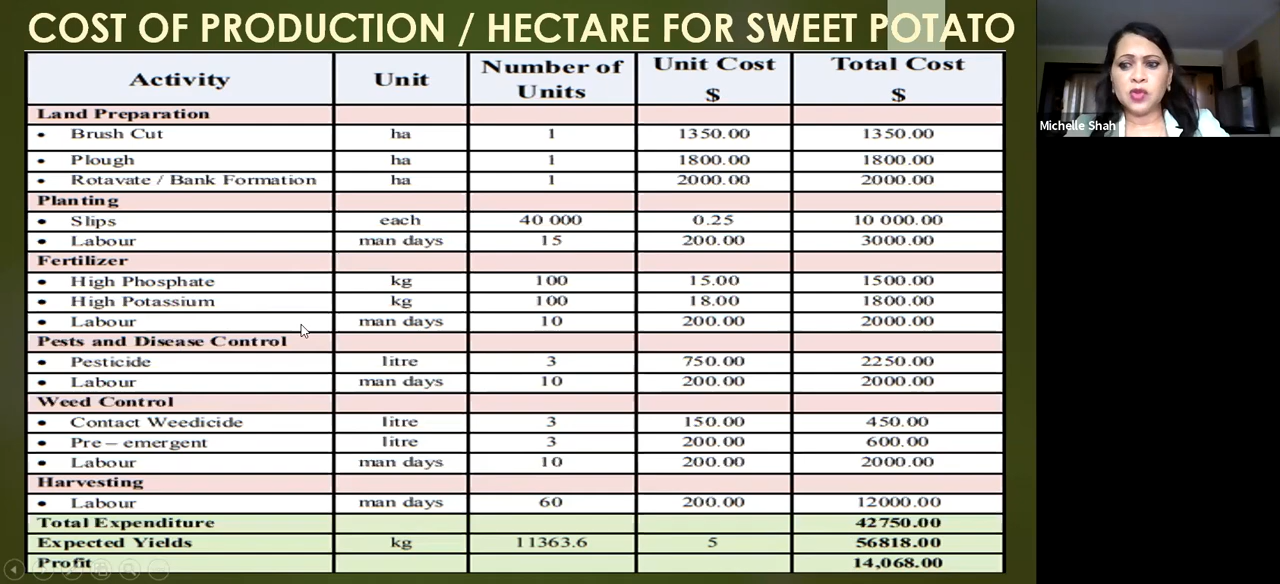 COST OF PRODUCTION / HECTARE FOR SWEET POTATO
Activity Unit Number of Units Unit Cost $ Total Cost $
Land Preparation
• Brush Cut ha 1 1350.00 1350.00
• Plough ha 1 1800.00 1800.00
• Rotavate / Bank Formation ha 1 2000.00 2000.00
Planting
• Slips each 40 000 0.25 10 000.00
• Labour man days 15 200.00 3000.00
Fertilizer
• High Phosphate kg 100 15.00 1500.00
• High Potassium kg 100 18.00 1800.00
• Labour man days 10 200.00 2000.00
Pests and Disease Control
• Pesticide litre 3 750.00 2250.00
• Labour man days 10 200.00 2000.00
Weed Control
• Contact Weedicide litre 3 150.00 450.00
• Pre – emergent litre 3 200.00 600.00
• Labour man days 10 200.00 2000.00
Harvesting
• Labour man days 60 200.00 12000.00
Total Expenditure 42750.00
Expected Yields kg 11363.6 5 56818.00
Profit 14,068.00
Michelle Shah